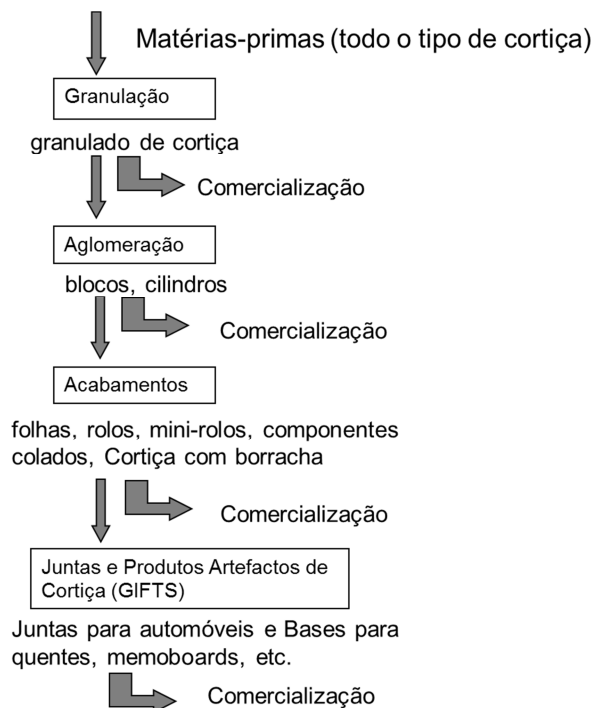 Matérias-primas (todo o tipo de cortiça)
Granulação
granulado de cortiça
Comercialização
Aglomeração
blocos, cilindros
Comercialização
Acabamentos
folhas, rolos, mini-rolos, componentes
colados, Cortiça com borracha
Comercialização
Juntas e Produtos Artefactos de
Cortiça (GIFTS)
Juntas para automóveis e Bases para
quentes, memoboards, etc.
Comercialização